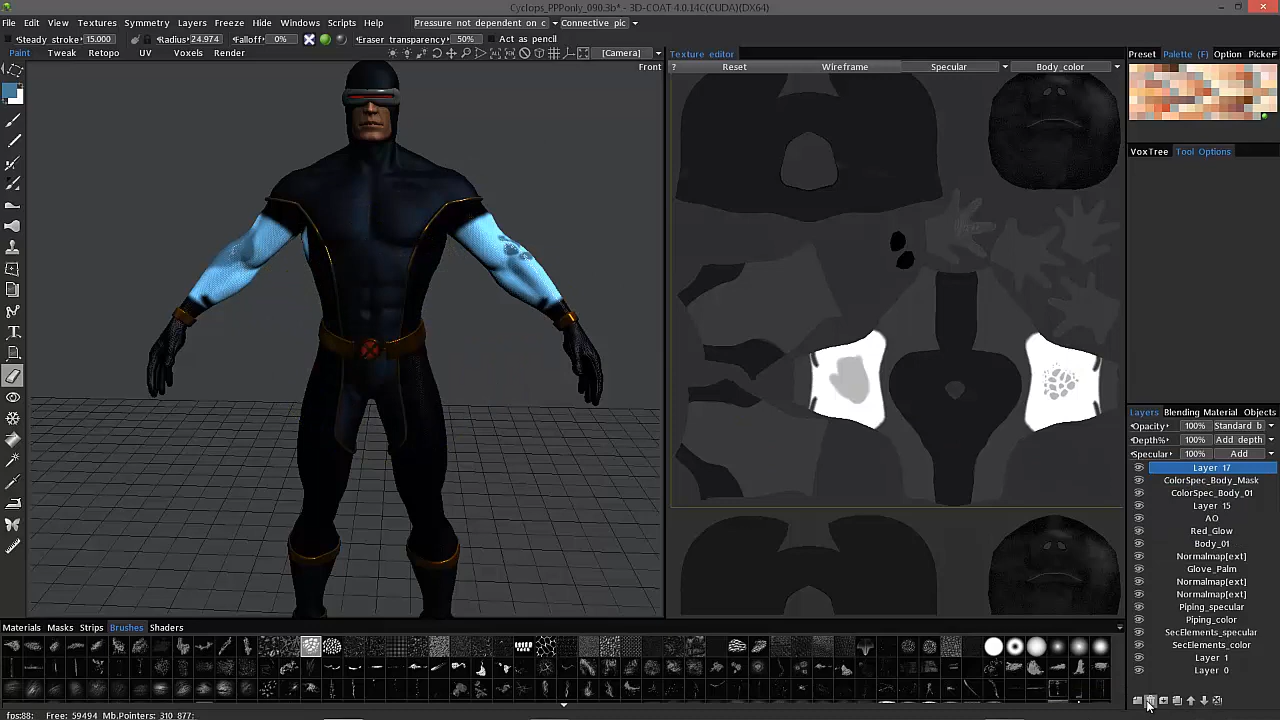 Cyclops_PPPonly_090.3b* - 3D-COAT 4.0.14C(CUDA)(DX64)
File Edit View Textures Symmetry Layers Freeze Hide Windows Scripts Help Pressure not dependent on c Connective pic
Steady stroke 15.000 Radius 24.974 Falloff 0% Eraser transparency 50% Act as pencil
Paint Tweak Retopo UV Voxels Render [Camera]
Front
Texture editor
? Reset Wireframe Specular Body_color
Preset Palette (F) Option Picker
VoxTree Tool Options
Layers Blending Material Objects
Opacity 100% Standard b
Depth% 100% Add depth
Specular 100% Add
Layer 17
ColorSpec_Body_Mask
ColorSpec_Body_01
Layer 15
AO
Red_Glow
Body_01
Normalmap[ext]
Glove_Palm
Normalmap[ext]
Normalmap[ext]
Piping_specular
Piping_color
SecElements_specular
SecElements_color
Layer 1
Layer 0
Materials Masks Strips Brushes Shaders
fps:88; Free: 59494 Mb.Pointers: 310 877;